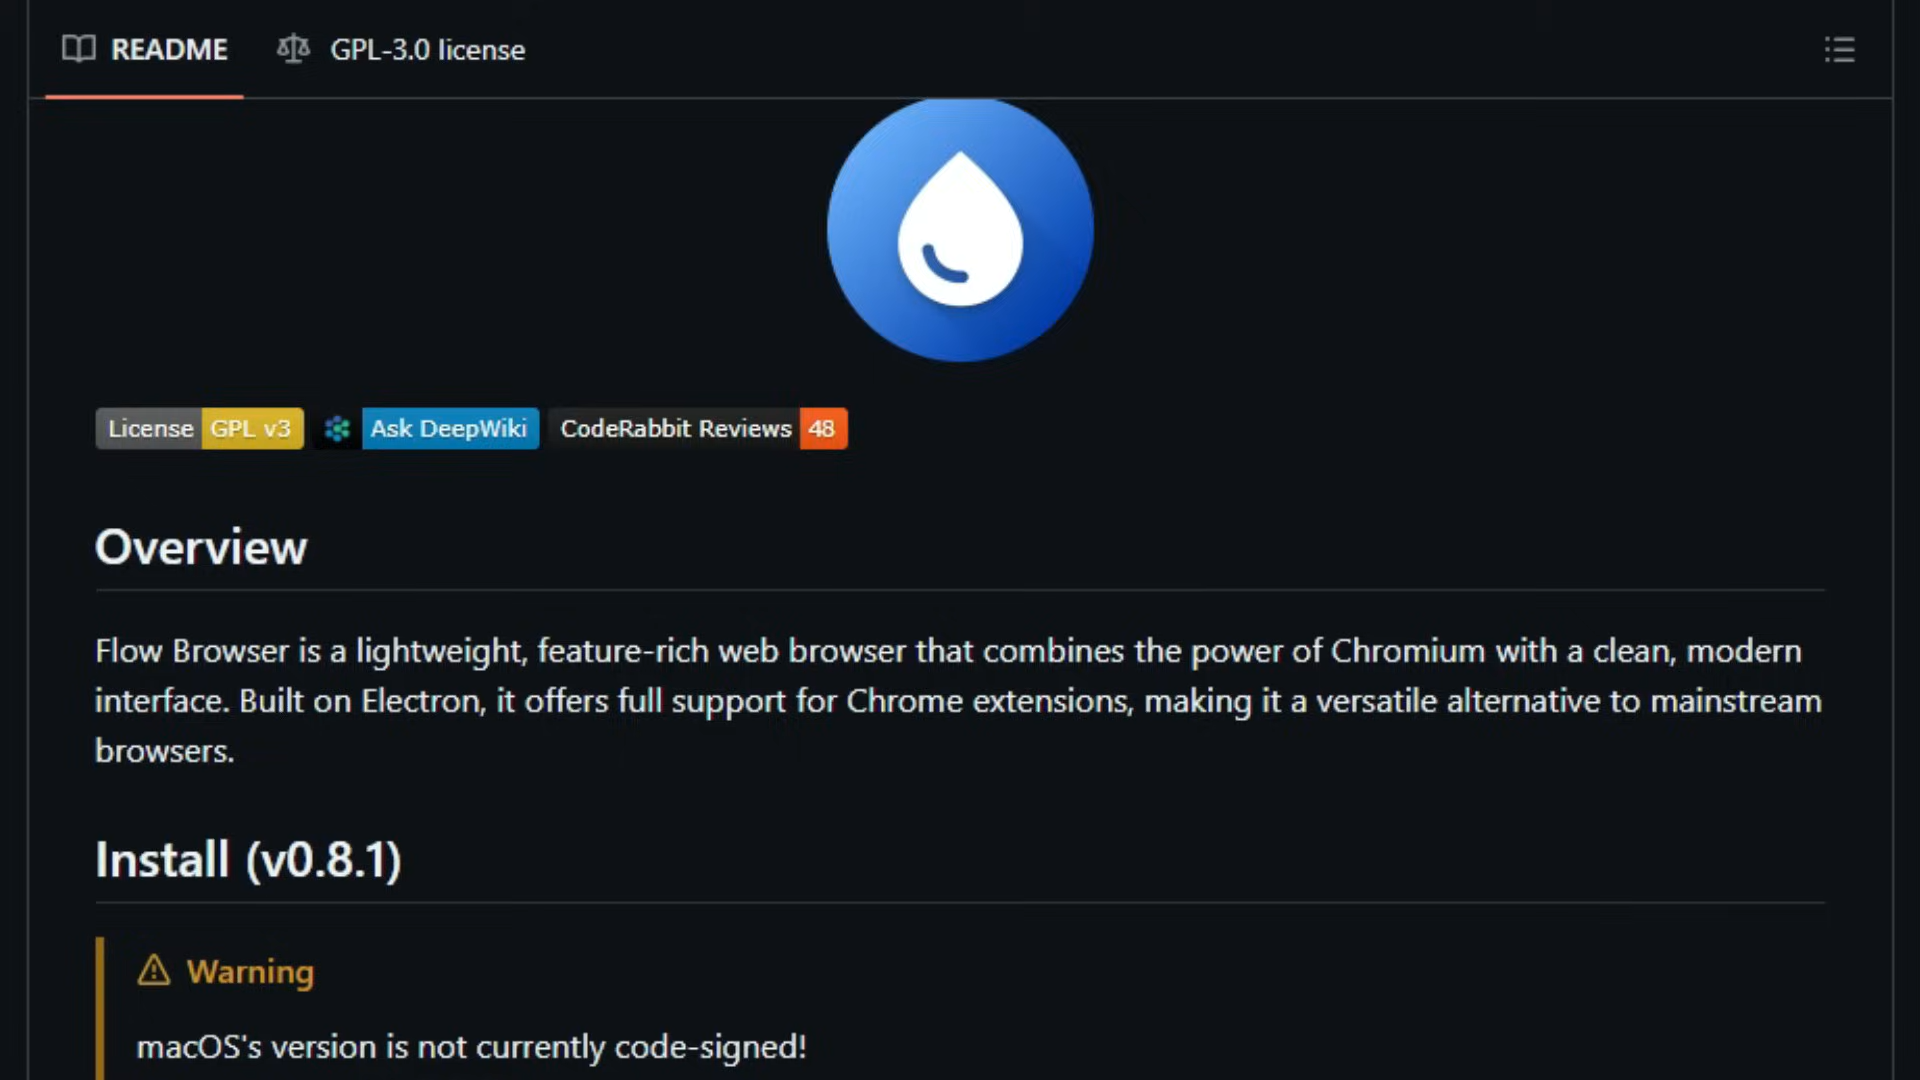 README GPL-3.0 license
License GPL v3 Ask DeepWiki CodeRabbit Reviews 48
Overview
Flow Browser is a lightweight, feature-rich web browser that combines the power of Chromium with a clean, modern
interface. Built on Electron, it offers full support for Chrome extensions, making it a versatile alternative to mainstream
browsers.
Install (v0.8.1)
Warning
macOS's version is not currently code-signed!